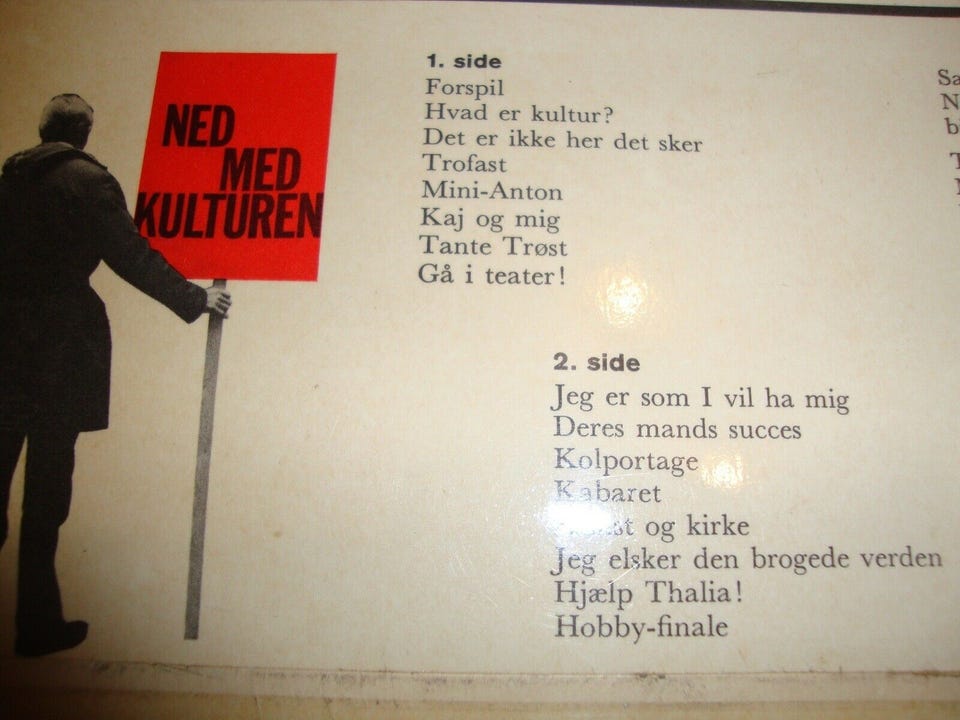 NED
MED
KULTUREN
1. side
Forspil
Hvad er kultur?
Det er ikke her det sker
Trofast
Mini-Anton
Kaj og mig
Tante Trøst
Gå i teater!
2. side
Jeg er som I vil ha mig
Deres mands succes
Kolportage
Kabaret
og kirke
Jeg elsker den brogede verden
Hjælp Thalia!
Hobby-finale